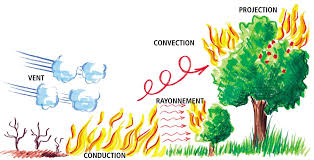 PROJECTION
CONVECTION
VENT
RAYONNEMENT
CONDUCTION